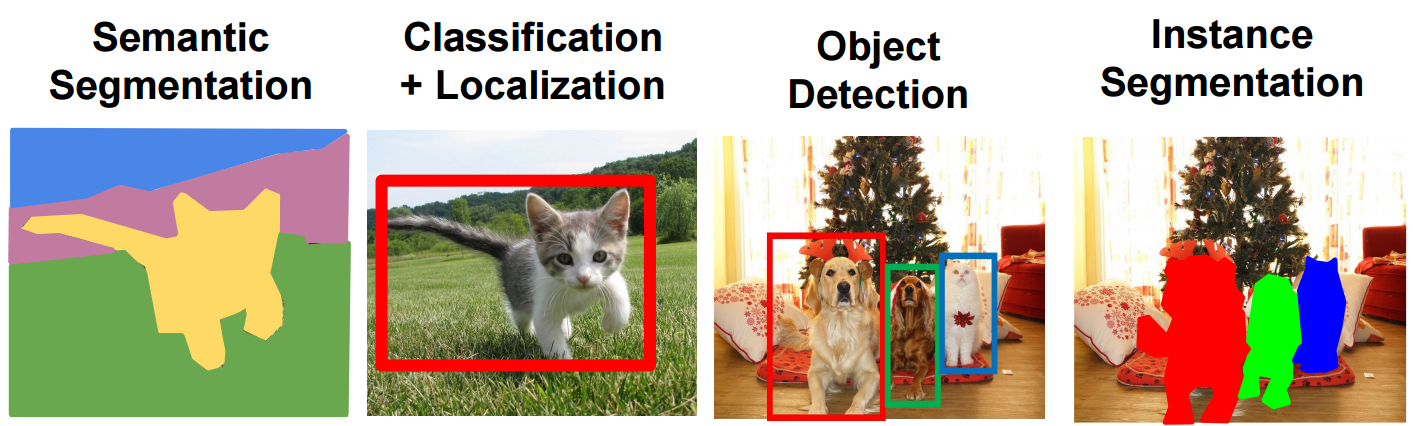 Semantic
Segmentation
Classification
+ Localization
Object
Detection
Instance
Segmentation